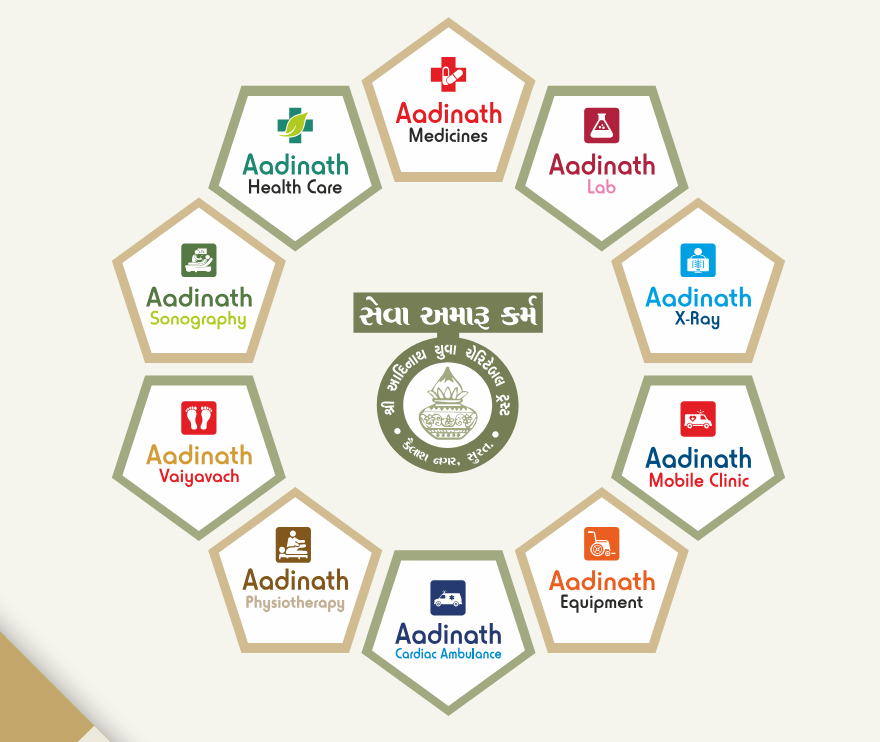 Aadinath
Medicines
Aadinath
Health Care
Aadinath
Lab
Aadinath
Sonography
Aadinath
X-Ray
સેવા અમારૂ કર્મ
શ્રી આદિનાથ યુવા ચેરિટેબલ ટ્રસ્ટ
કૈલાશ નગર, સુરત.
Aadinath
Vaiyavach
Aadinath
Mobile Clinic
Aadinath
Physiotherapy
Aadinath
Equipment
Aadinath
Cardiac Ambulance